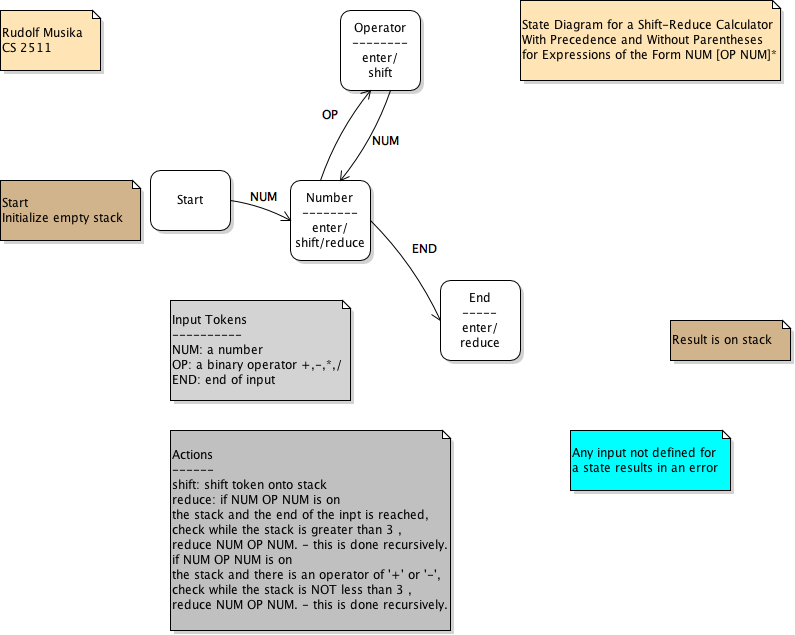 Rudolf Musika
CS 2511
Operator
--------
enter/
shift
State Diagram for a Shift-Reduce Calculator
With Precedence and Without Parentheses
for Expressions of the Form NUM [OP NUM]*
OP
NUM
Start
Initialize empty stack
Start
NUM
Number
--------
enter/
shift/reduce
END
End
-----
enter/
reduce
Input Tokens
----------
NUM: a number
OP: a binary operator +,-,*,/
END: end of input
Result is on stack
Actions
------
shift: shift token onto stack
reduce: if NUM OP NUM is on
the stack and the end of the inpt is reached,
check while the stack is greater than 3 ,
reduce NUM OP NUM. - this is done recursively.
if NUM OP NUM is on
the stack and there is an operator of '+' or '-',
check while the stack is NOT less than 3 ,
reduce NUM OP NUM. - this is done recursively.
Any input not defined for
a state results in an error